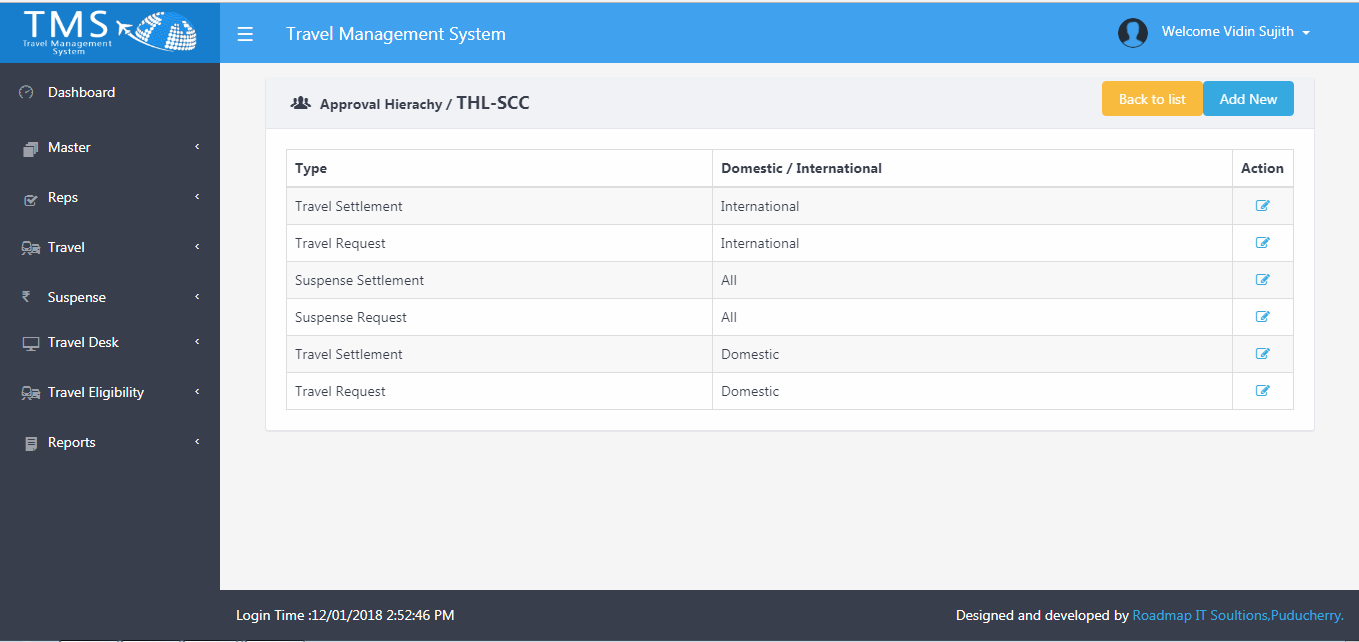 TMS
Travel Management
System
Travel Management System
Welcome Vidin Sujith
Dashboard
Master
Reps
Travel
₹ Suspense
Travel Desk
Travel Eligibility
Reports
Approval Hierachy / THL-SCC
Back to list Add New
Type Domestic / International Action
Travel Settlement International
Travel Request International
Suspense Settlement All
Suspense Request All
Travel Settlement Domestic
Travel Request Domestic
Login Time :12/01/2018 2:52:46 PM
Designed and developed by Roadmap IT Soultions,Puducherry.